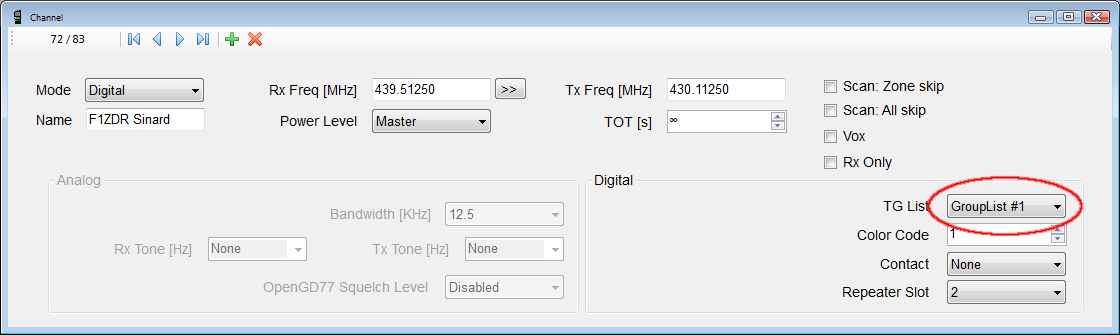 Channel
72 / 83
Mode Digital Rx Freq [MHz] 439.51250 >> Tx Freq [MHz] 430.11250 Scan: Zone skip
Name F1ZDR Sinard Power Level Master TOT [s] ∞ Scan: All skip
Vox
Rx Only
Analog
Bandwidth [KHz] 12.5
Rx Tone [Hz] None Tx Tone [Hz] None
OpenGD77 Squelch Level Disabled
Digital
TG List GroupList #1
Color Code 1
Contact None
Repeater Slot 2